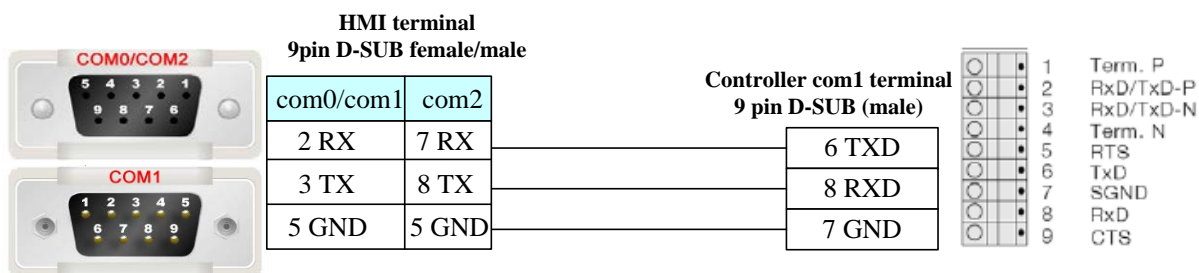 HMI terminal
9pin D-SUB female/male
COM0/COM2
5 4 3 2 1
9 8 7 6
COM1
1 2 3 4 5
6 7 8 9
com0/com1 com2
2 RX 7 RX
3 TX 8 TX
5 GND 5 GND
Controller com1 terminal
9 pin D-SUB (male)
6 TXD
8 RXD
7 GND
1 Term. P
2 RxD/TxD-P
3 RxD/TxD-N
4 Term. N
5 RTS
6 TxD
7 SGND
8 RxD
9 CTS